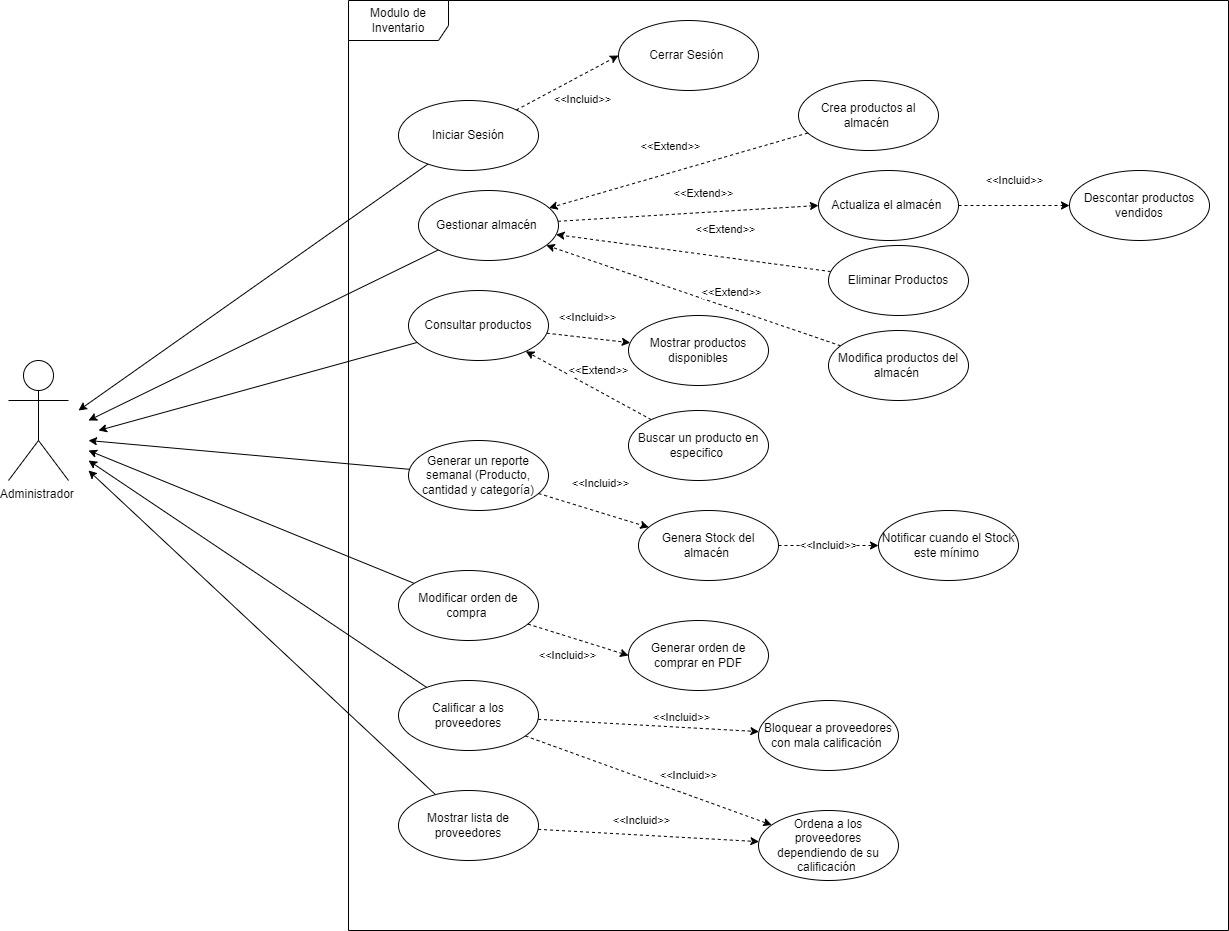 Modulo de
Inventario
Cerrar Sesión
<<Incluid>>
Iniciar Sesión
Crea productos al
almacén
<<Extend>>
<<Incluid>>
<<Extend>>
Gestionar almacén
Actualiza el almacén
Descontar productos
vendidos
<<Extend>>
Eliminar Productos
<<Extend>>
Consultar productos
<<Incluid>>
Mostrar productos
disponibles
Modifica productos del
almacén
<<Extend>>
Buscar un producto en
especifico
Administrador
Generar un reporte
semanal (Producto,
cantidad y categoría)
<<Incluid>>
Genera Stock del
almacén
<<Incluid>>
Notificar cuando el Stock
este mínimo
Modificar orden de
compra
<<Incluid>>
Generar orden de
comprar en PDF
Calificar a los
proveedores
<<Incluid>>
Bloquear a proveedores
con mala calificación
<<Incluid>>
Mostrar lista de
proveedores
<<Incluid>>
Ordena a los
proveedores
dependiendo de su
calificación